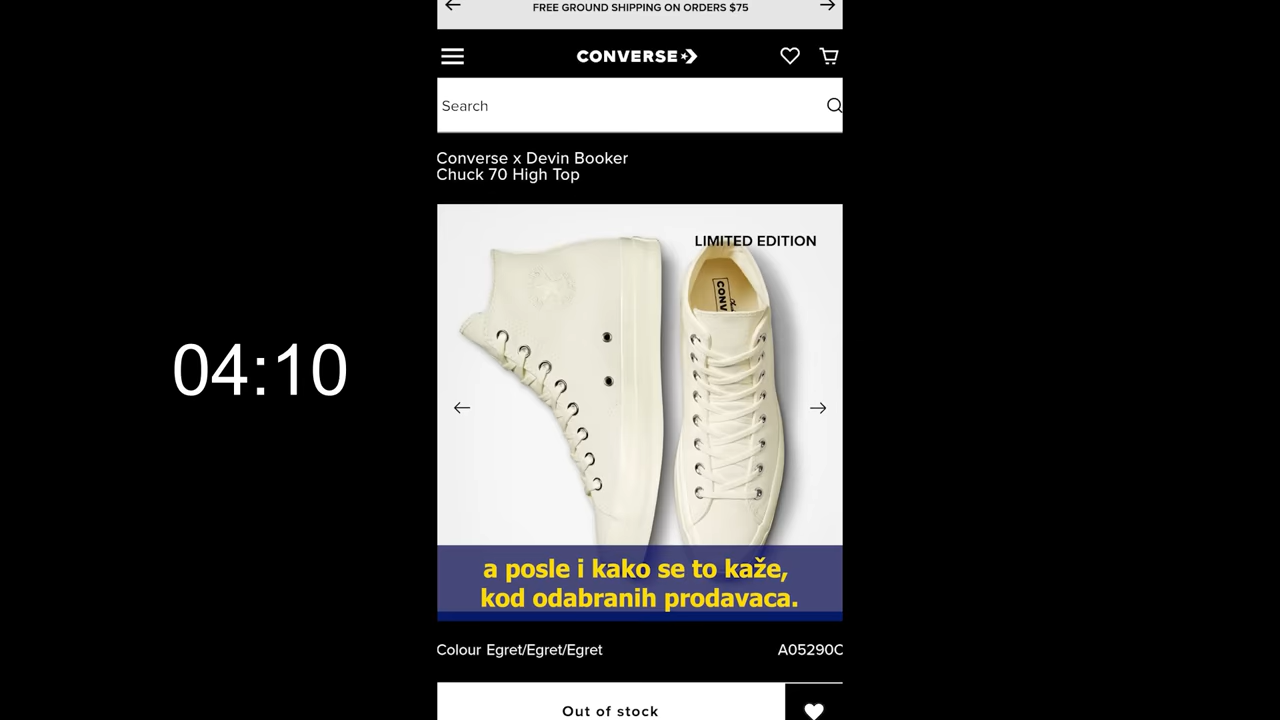 FREE GROUND SHIPPING ON ORDERS $75
CONVERSE
Search
Converse x Devin Booker
Chuck 70 High Top
LIMITED EDITION
CONV
04:10
a posle i kako se to kaže,
kod odabranih prodavaca.
Colour Egret/Egret/Egret
A05290C
Out of stock